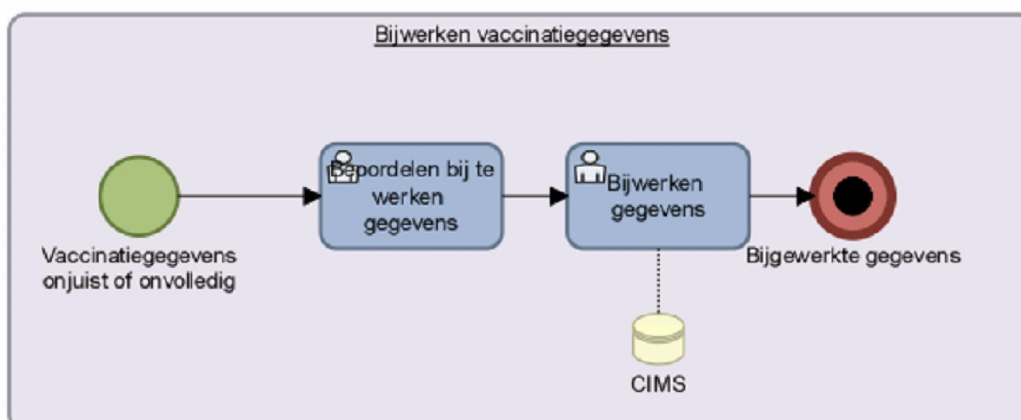 Bijwerken vaccinatiegegevens
Vaccinatiegegevens
onjuist of onvolledig
Beoordelen bij te
werken
gegevens
Bijwerken
gegevens
CIMS
Bijgewerkte gegevens